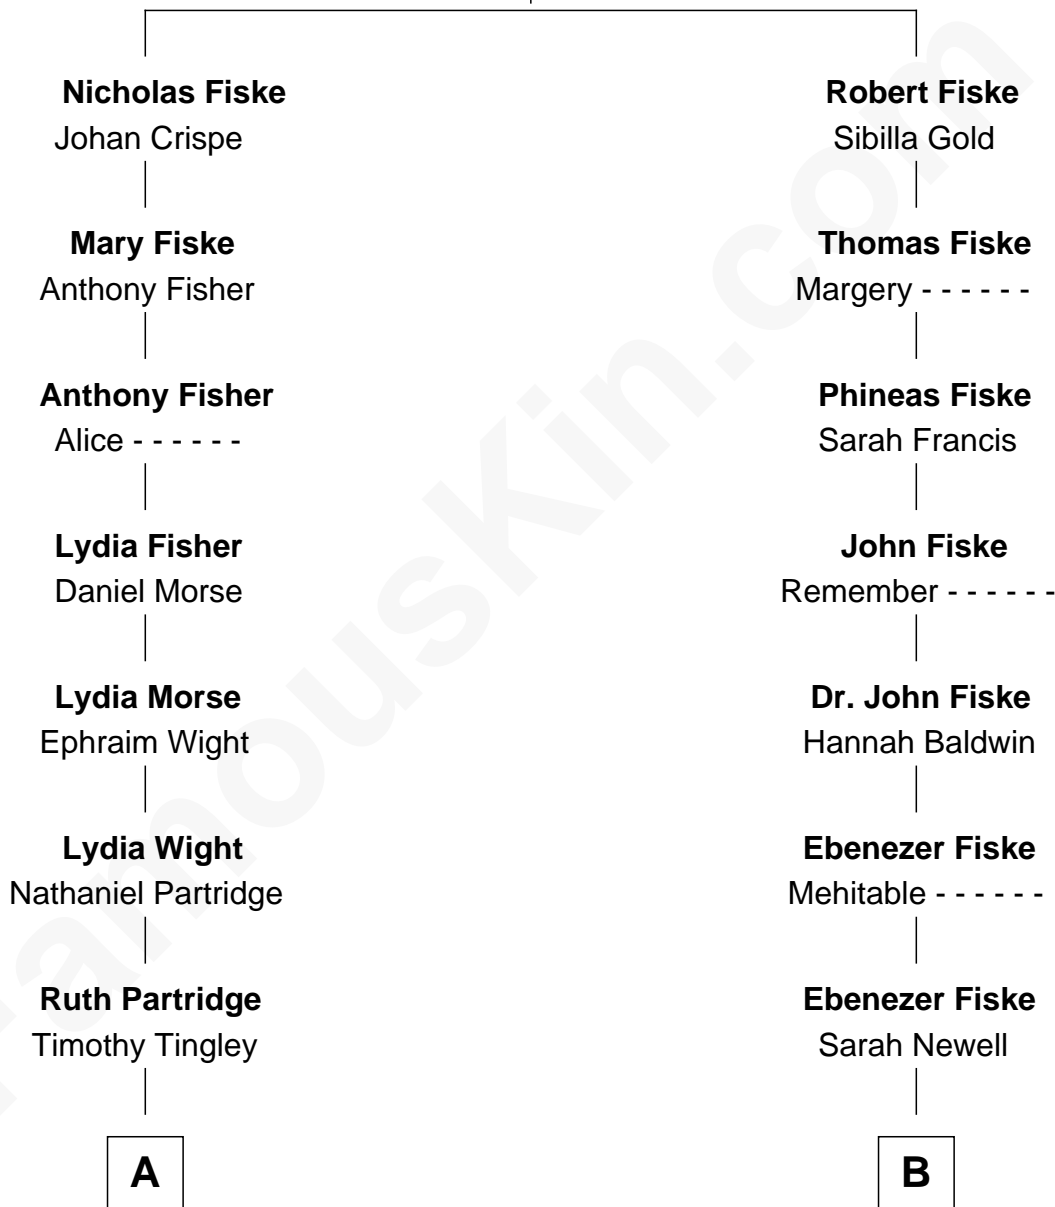 Nicholas Fiske
Johan Crispe
Robert Fiske
Sibilla Gold
Mary Fiske
Anthony Fisher
Thomas Fiske
Margery - - - - - -
Anthony Fisher
Alice - - - - - -
Phineas Fiske
Sarah Francis
Lydia Fisher
Daniel Morse
John Fiske
Remember - - - - - -
Lydia Morse
Ephraim Wight
Dr. John Fiske
Hannah Baldwin
Lydia Wight
Nathaniel Partridge
Ebenezer Fiske
Mehitable - - - - - -
Ruth Partridge
Timothy Tingley
Ebenezer Fiske
Sarah Newell
A
B
FamousKin.com